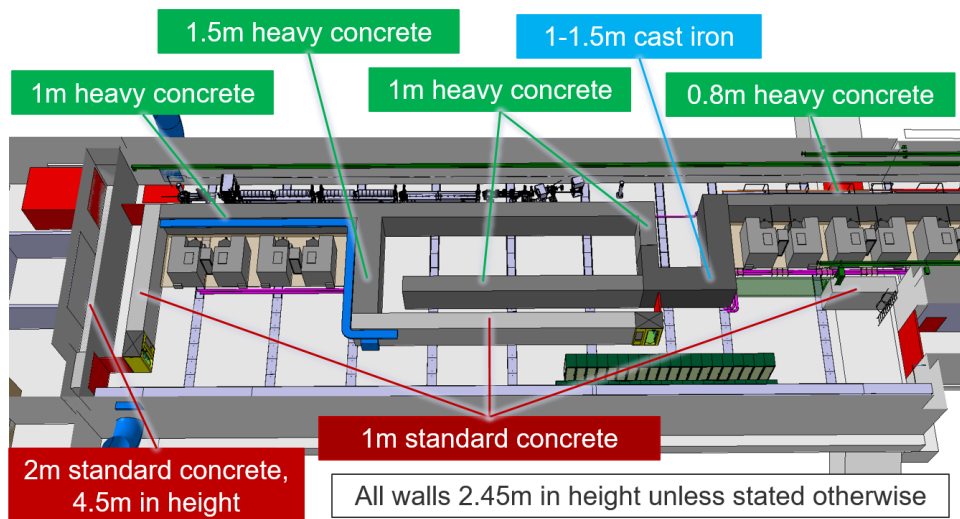 1.5m heavy concrete
1-1.5m cast iron
1m heavy concrete
1m heavy concrete
0.8m heavy concrete
1m standard concrete
2m standard concrete,
4.5m in height
All walls 2.45m in height unless stated otherwise